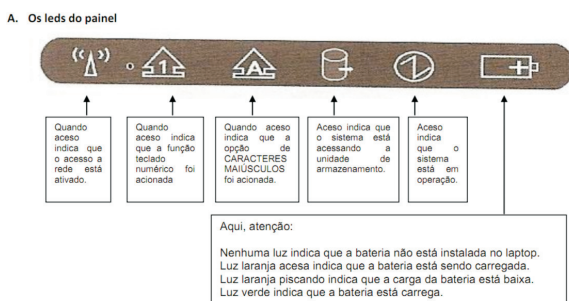 A. Os leds do painel
1
A
Quando
aceso
indica que
o acesso a
rede está
ativado.
Quando
aceso indica
que a função
teclado
numérico foi
acionada
Quando aceso
indica que a
opção de
CARACTERES
MAIÚSCULOS
foi acionada.
Aceso indica que
o sistema está
acessando a
unidade de
armazenamento.
Aceso
indica
que o
sistema
está em
operação.
Aqui, atenção:
Nenhuma luz indica que a bateria não está instalada no laptop.
Luz laranja acesa indica que a bateria está sendo carregada.
Luz laranja piscando indica que a carga da bateria está baixa.
Luz verde indica que a bateria está carrega.